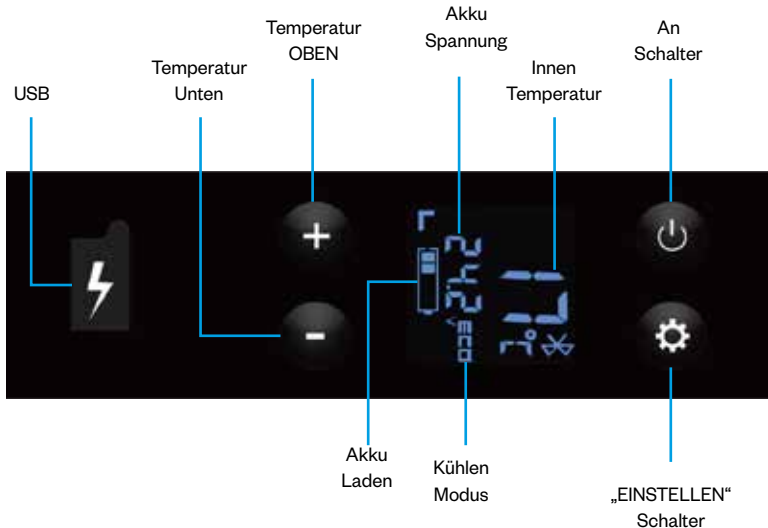 USB
Temperatur
Unten
Temperatur
OBEN
Akku
Spannung
Innen
Temperatur
An
Schalter
+
-
24.2
v
eco
Akku
Laden
Kühlen
Modus
„EINSTELLEN“
Schalter